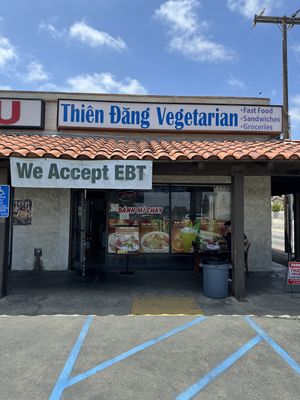 U
Thiên Đăng Vegetarian
•Fast Food
•Sandwiches
•Groceries
We Accept EBT
BÁNH MÌ CHAY